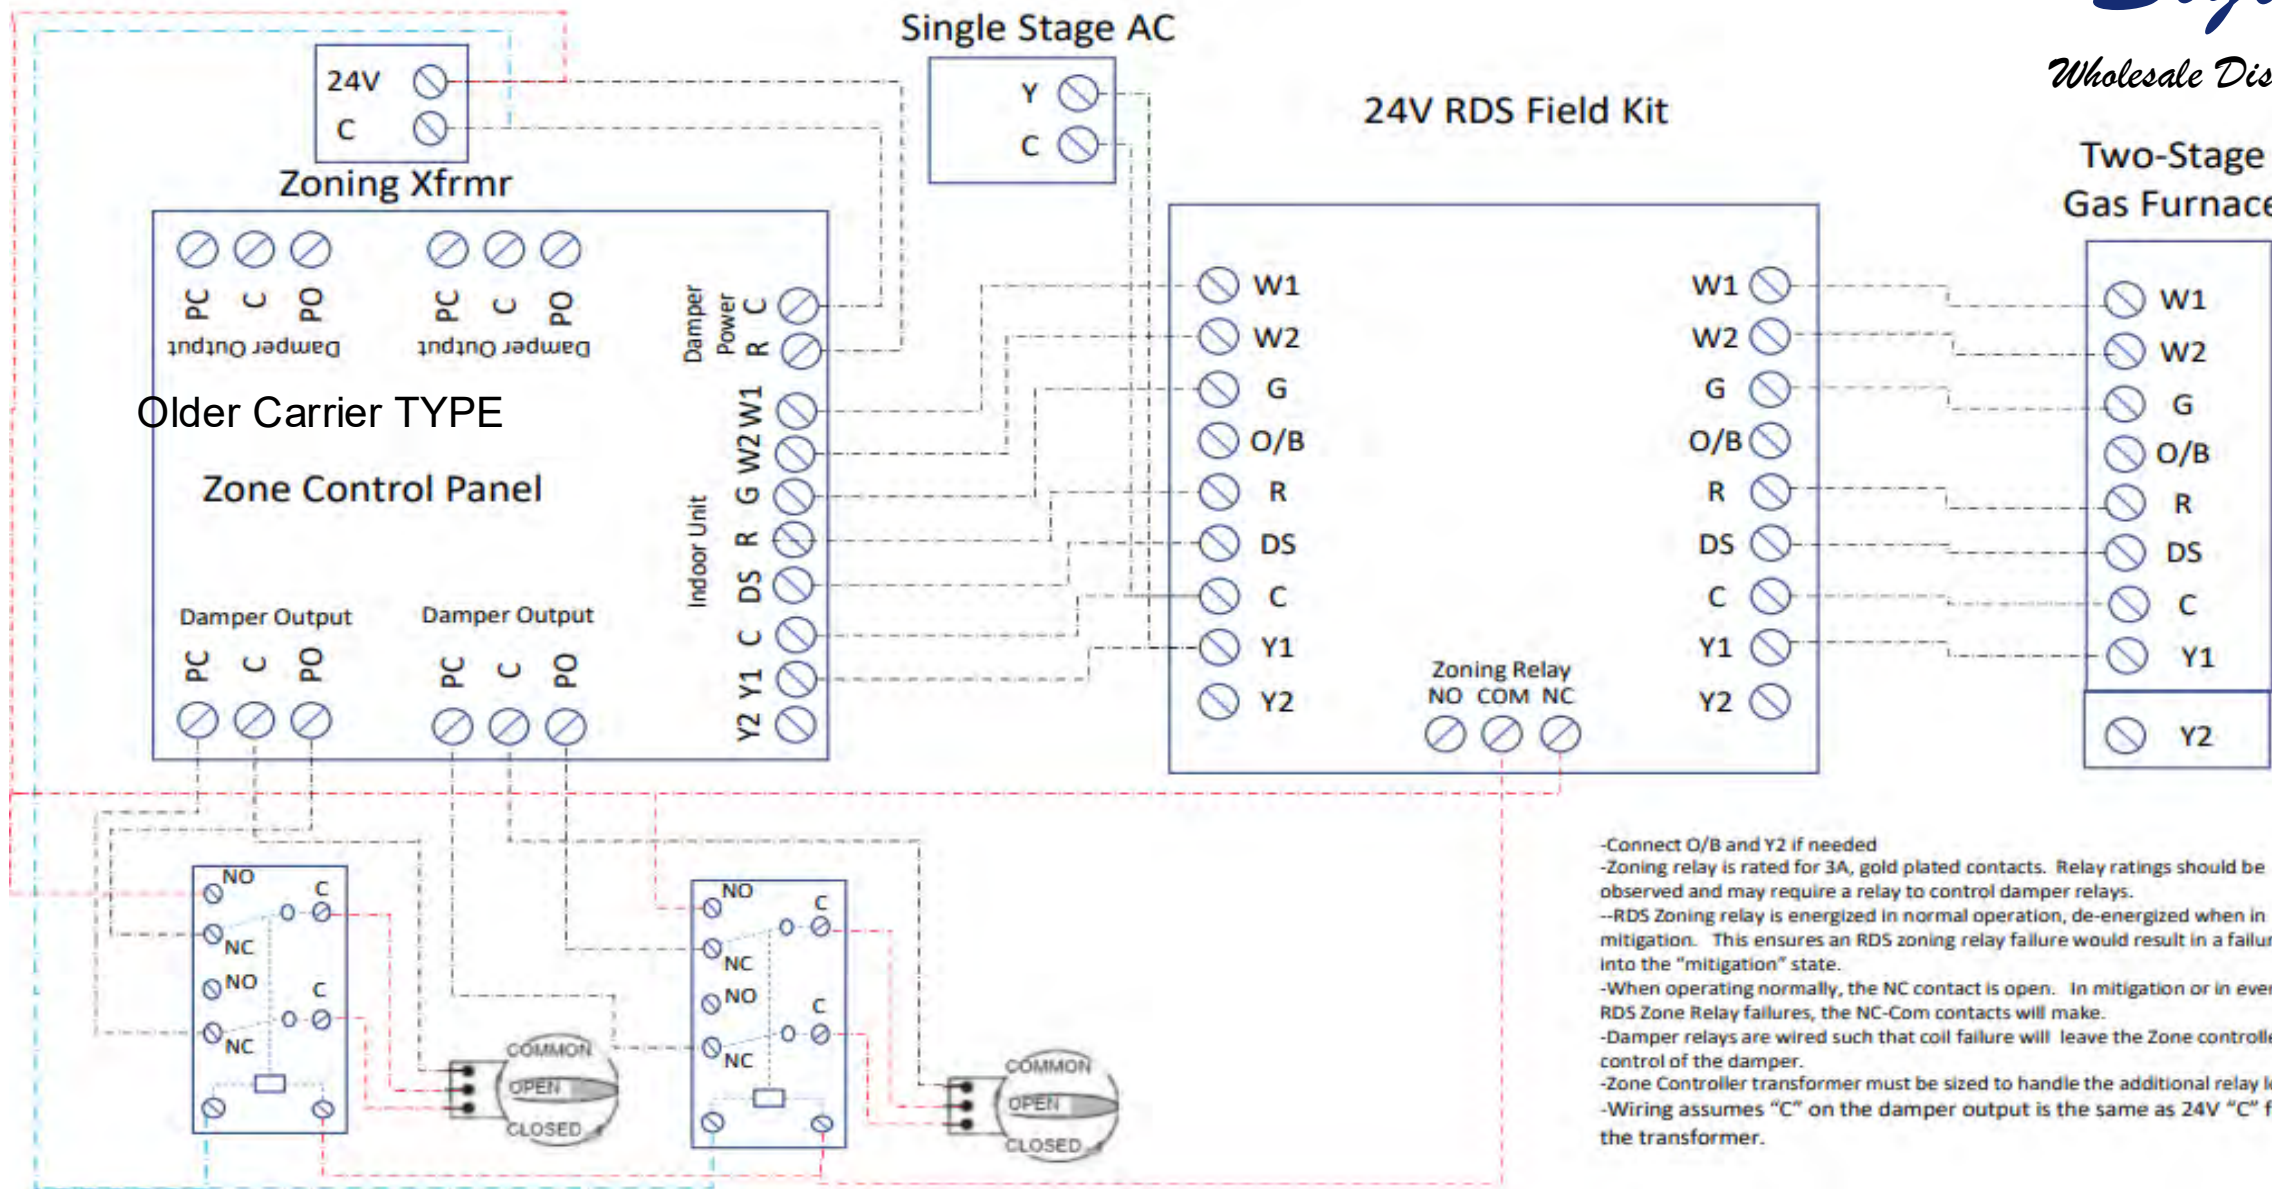 Wholesale
Single Stage AC
24V
C
Zoning Xfrmr
Y
C
24V RDS Field Kit
Two-Stage
Gas Furnace
PC C PO
Damper Output
PC C PO
Damper Output
Older Carrier TYPE
Zone Control Panel
Damper
Power
C
R
Indoor Unit
W1
W2
G
R
DS
C
Y1
Y2
Damper Output
PC C PO
Damper Output
PC C PO
W1
W2
G
O/B
R
DS
C
Y1
Y2
Zoning Relay
NO COM NC
W1
W2
G
O/B
R
DS
C
Y1
Y2
W1
W2
G
O/B
R
DS
C
Y1
Y2
NO
C
NC
NO
C
NC
COMMON
OPEN
CLOSED
NO
C
NC
NO
C
NC
COMMON
OPEN
CLOSED
-Connect O/B and Y2 if needed
-Zoning relay is rated for 3A, gold plated contacts. Relay ratings should be
observed and may require a relay to control damper relays.
--RDS Zoning relay is energized in normal operation, de-energized when in
mitigation. This ensures an RDS zoning relay failure would result in a
into the "mitigation" state.
-When operating normally, the NC contact is open. In mitigation or in
RDS Zone Relay failures, the NC-Com contacts will make.
-Damper relays are wired such that coil failure will leave the Zone
control of the damper.
-Zone Controller transformer must be sized to handle the additional relay
-Wiring assumes "C" on the damper output is the same as 24V "C"
the transformer.